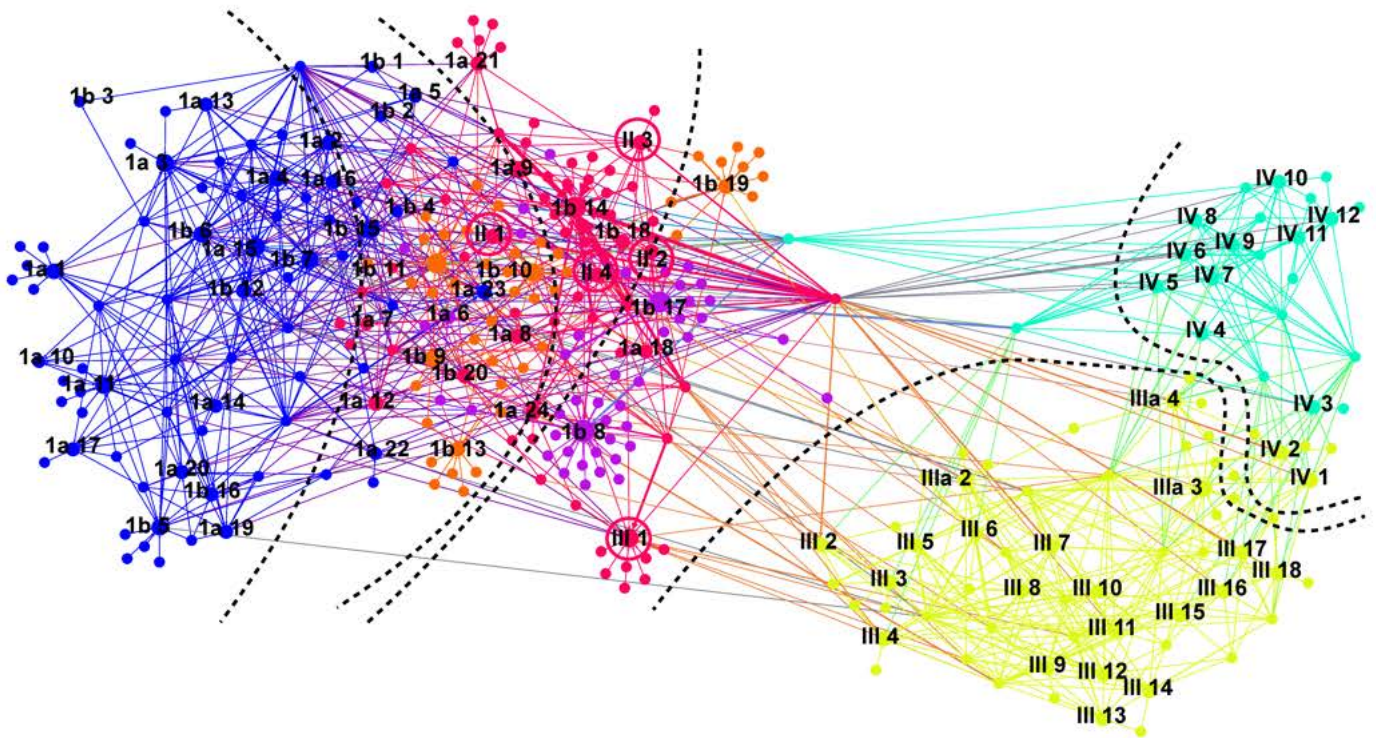 1b 1
1a 21
1b 3
1a 13
1a 5
1b 2
1a 2
II 3
1a 3
1a 9
1a 4
1a 16
1b 19
IV 10
1b 4
1b 14
IV 8
IV 12
1b 6
1b 15
II 1
1b 18
IV 9
IV 11
1a 15
1b 7
II 2
IV 6
1a 1
1b 11
1b 10
II 4
IV 5
IV 7
1b 12
1a 23
1b 17
1a 6
1a 7
1a 8
IV 4
1a 10
1b 9
1a 18
1a 11
1b 20
1a 14
1a 12
1a 24
IIIa 4
IV 3
1b 8
1a 17
1a 22
1b 13
IV 2
1a 20
IIIa 2
IIIa 3
IV 1
1b 16
1b 5
1a 19
III 1
III 2
III 5
III 6
III 7
III 17
III 3
III 8
III 10
III 16
III 18
III 15
III 4
III 11
III 9
III 12
III 14
III 13